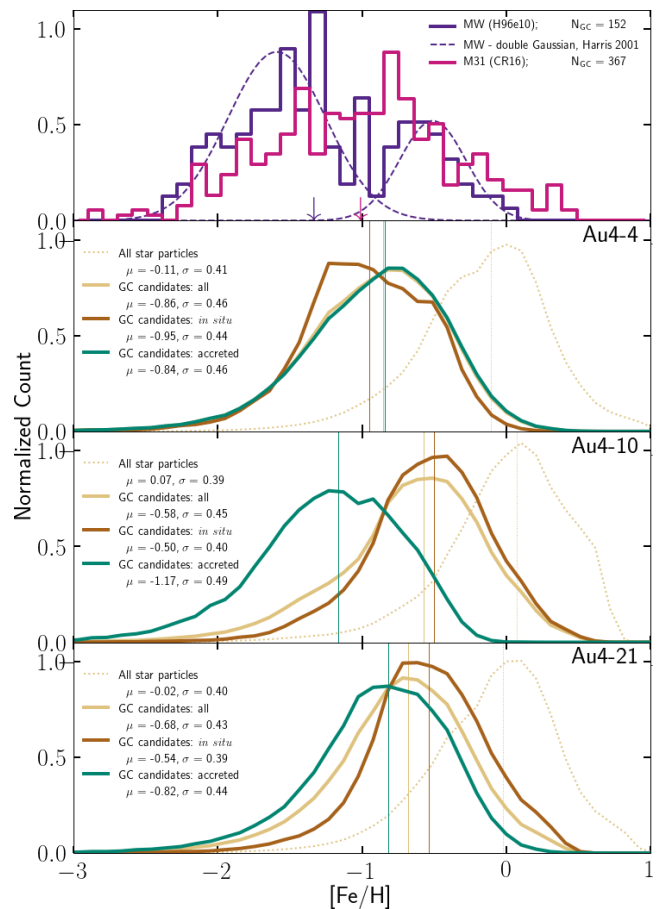 1.0
0.5
0.0
MW (H96e10); N_GC = 152
MW - double Gaussian, Harris 2001
M31 (CR16); N_GC = 367
Au4-4
1.0
0.5
0.0
All star particles
μ = -0.11, σ = 0.41
GC candidates: all
μ = -0.86, σ = 0.46
GC candidates: in situ
μ = -0.95, σ = 0.44
GC candidates: accreted
μ = -0.84, σ = 0.46
Normalized Count
Au4-10
1.0
0.5
0.0
All star particles
μ = 0.07, σ = 0.39
GC candidates: all
μ = -0.58, σ = 0.45
GC candidates: in situ
μ = -0.50, σ = 0.40
GC candidates: accreted
μ = -1.17, σ = 0.49
Au4-21
1.0
0.5
0.0
All star particles
μ = -0.02, σ = 0.40
GC candidates: all
μ = -0.68, σ = 0.43
GC candidates: in situ
μ = -0.54, σ = 0.39
GC candidates: accreted
μ = -0.82, σ = 0.44
−3 −2 −1 0 1
[Fe/H]